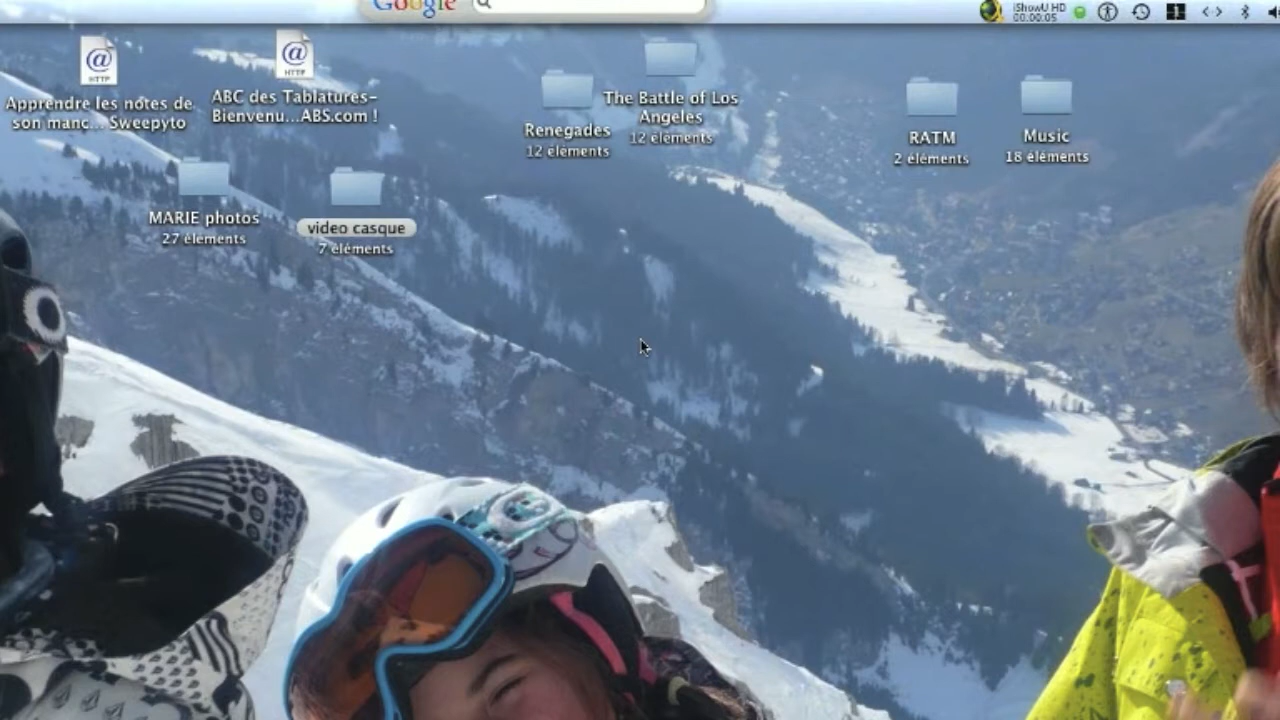 Google
iShowU HD
00:00:05
HTTP
Apprendre les notes de
son manc... Sweepyto
HTTP
ABC des Tablatures-
Bienvenu...ABS.com !
Renegades
12 éléments
The Battle of Los
Angeles
12 éléments
RATM
2 éléments
Music
18 éléments
MARIE photos
27 éléments
video casque
7 éléments